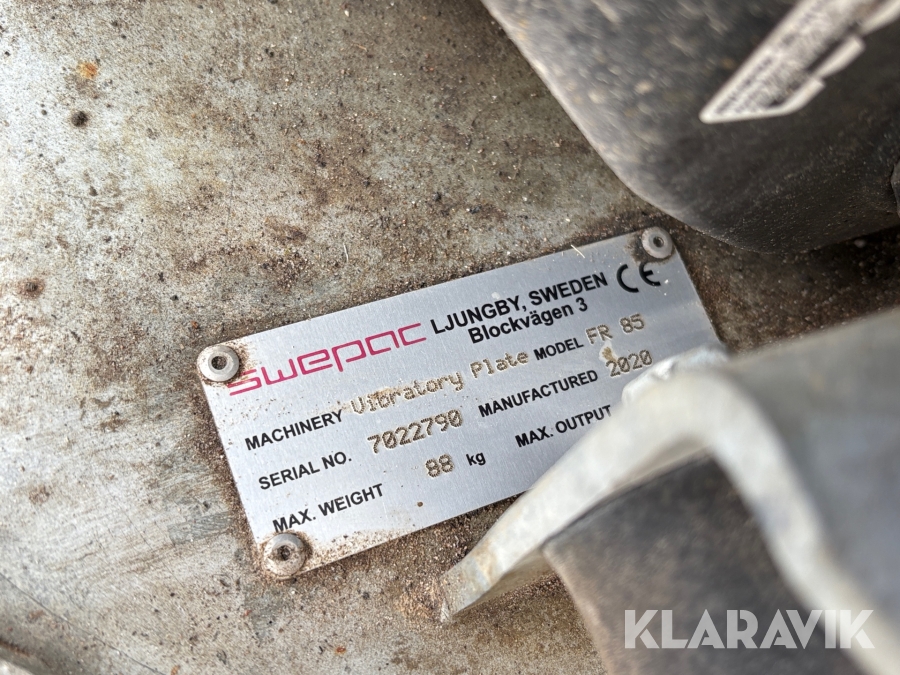 swepac LJUNGBY, SWEDEN CE
Blockvägen 3
MACHINERY Vibratory Plate MODEL FR 85
SERIAL NO. 7022790 MANUFACTURED 2020
MAX. WEIGHT 88 kg MAX. OUTPUT
KLARAVIK